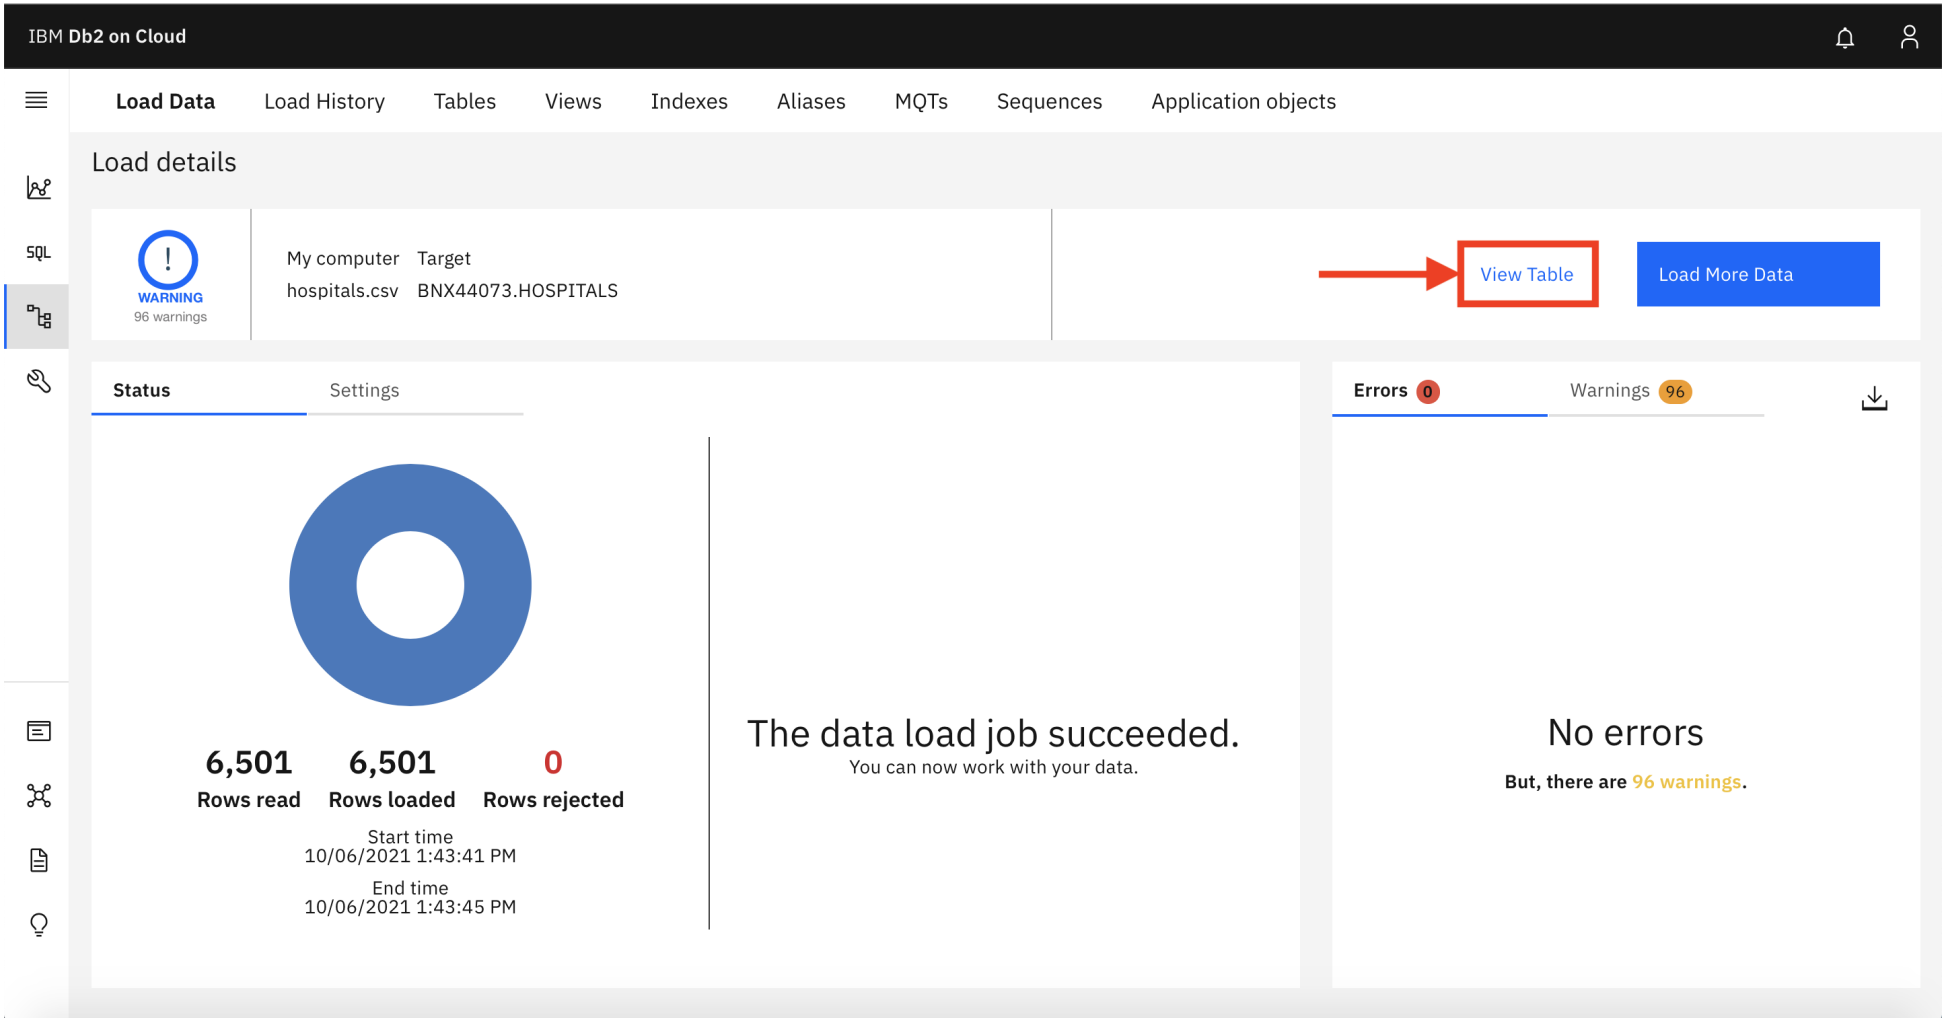 IBM Db2 on Cloud
Load Data Load History Tables Views Indexes Aliases MQTs Sequences Application objects
Load details
SQL
!
WARNING
96 warnings
My computer Target
hospitals.csv BNX44073.HOSPITALS
View Table
Load More Data
Status Settings
Errors 0 Warnings 96
6,501 6,501 0
Rows read Rows loaded Rows rejected
Start time
10/06/2021 1:43:41 PM
End time
10/06/2021 1:43:45 PM
The data load job succeeded.
You can now work with your data.
No errors
But, there are 96 warnings.